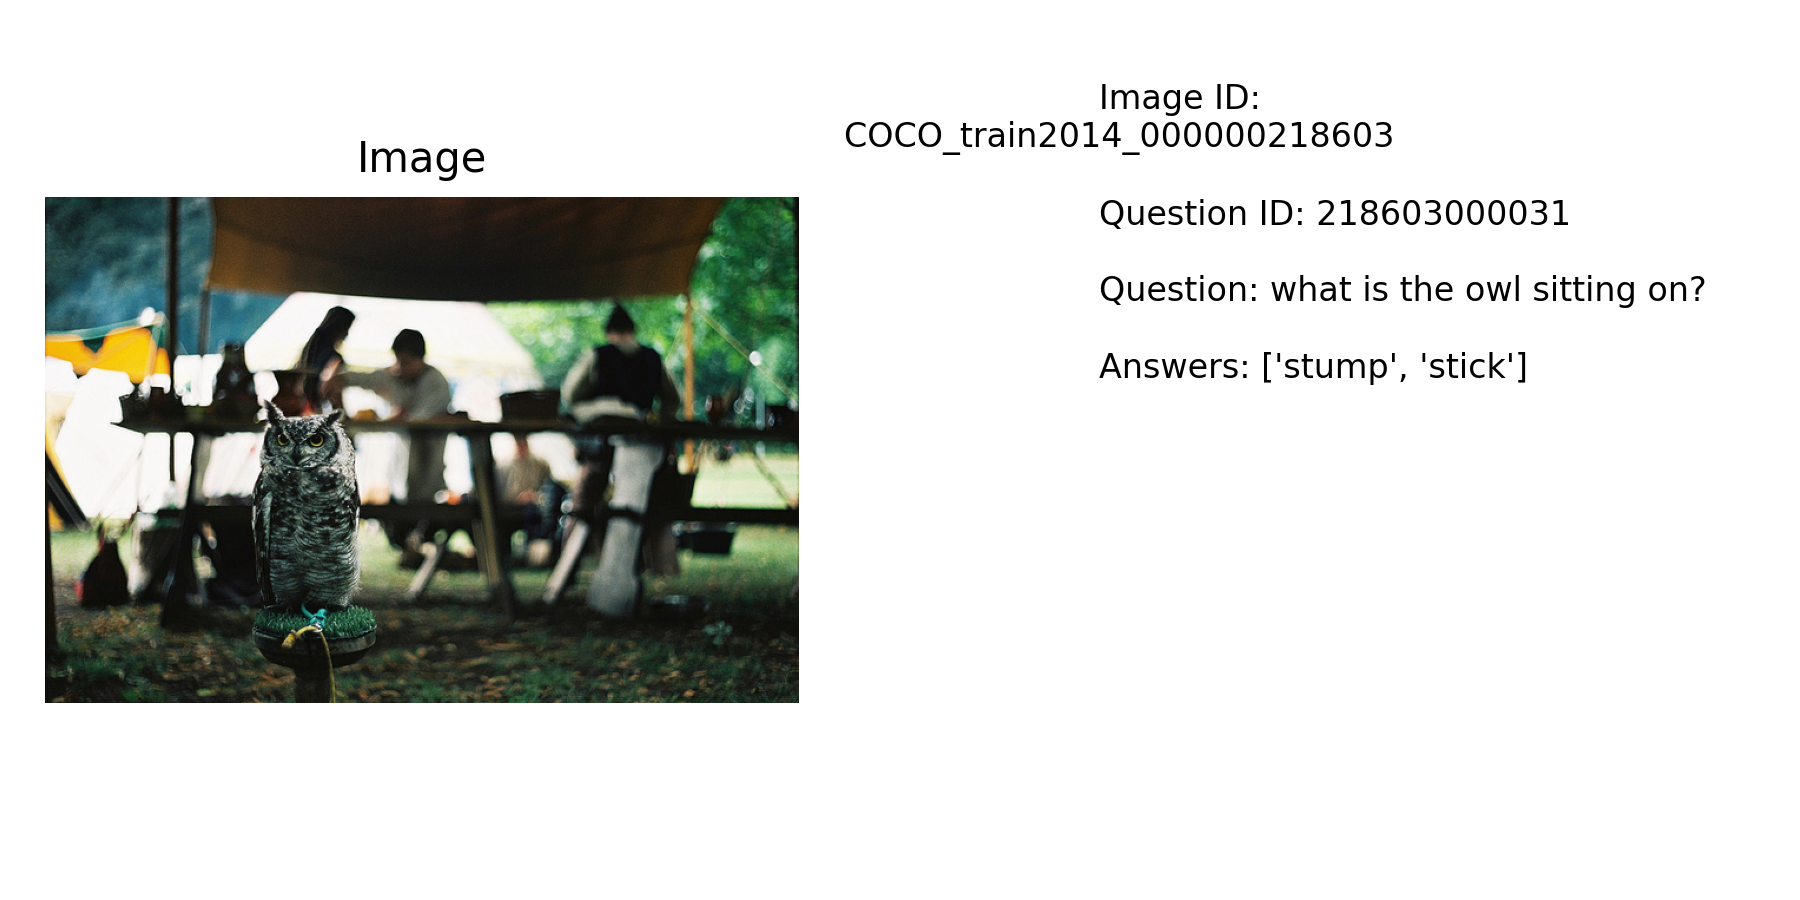 Image
Image ID:
COCO_train2014_000000218603
Question ID: 218603000031
Question: what is the owl sitting on?
Answers: ['stump', 'stick']